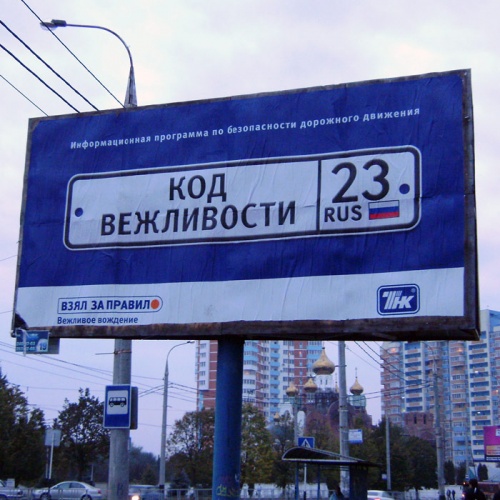 Информационная программа по безопасности дорожного движения
КОД
ВЕЖЛИВОСТИ
23
RUS
ВЗЯЛ ЗА ПРАВИЛО
Вежливое вождение
ТНК